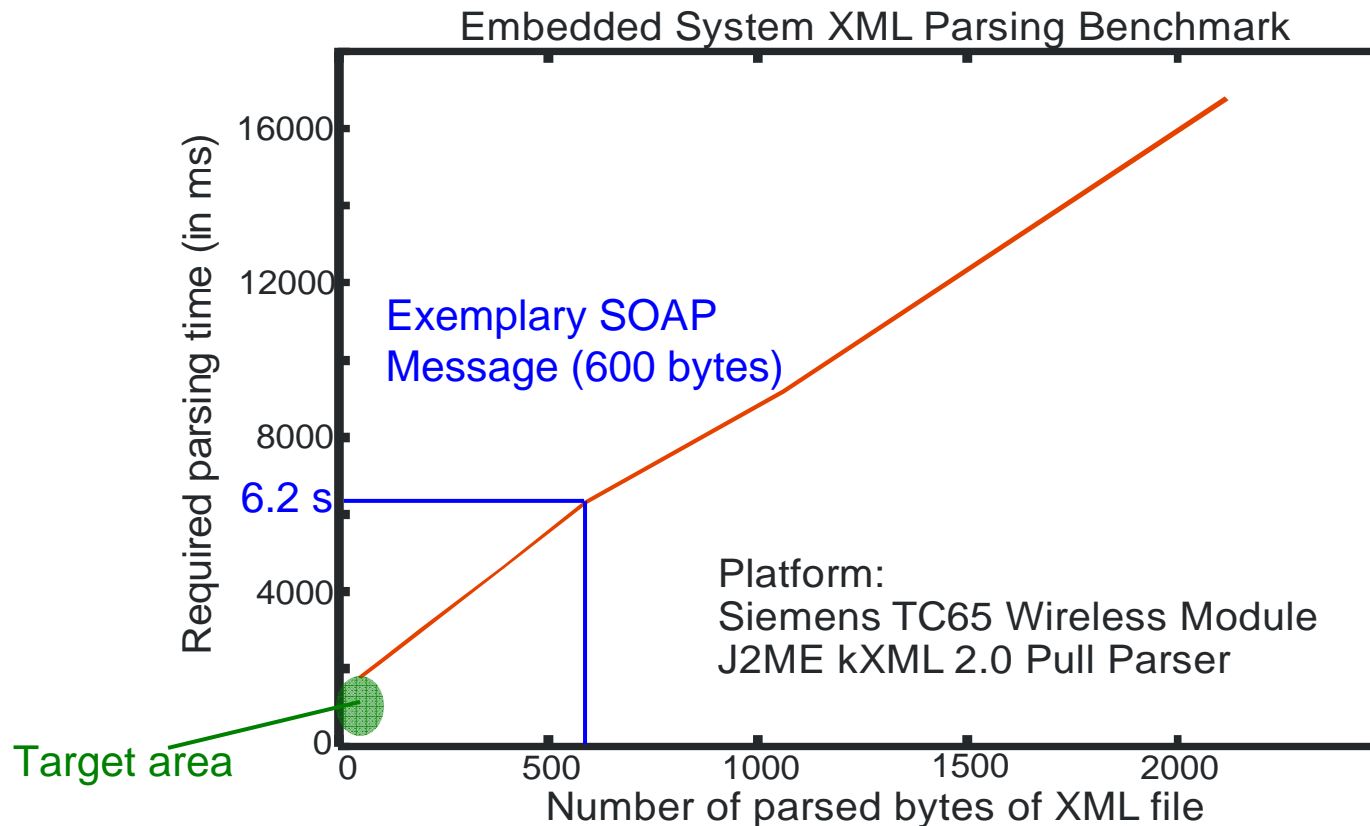 Embedded System XML Parsing Benchmark
Required parsing time (in ms)
16000
12000
8000
6.2 s
4000
0
Exemplary SOAP
Message (600 bytes)
Platform:
Siemens TC65 Wireless Module
J2ME kXML 2.0 Pull Parser
Target area
0 500 1000 1500 2000
Number of parsed bytes of XML file